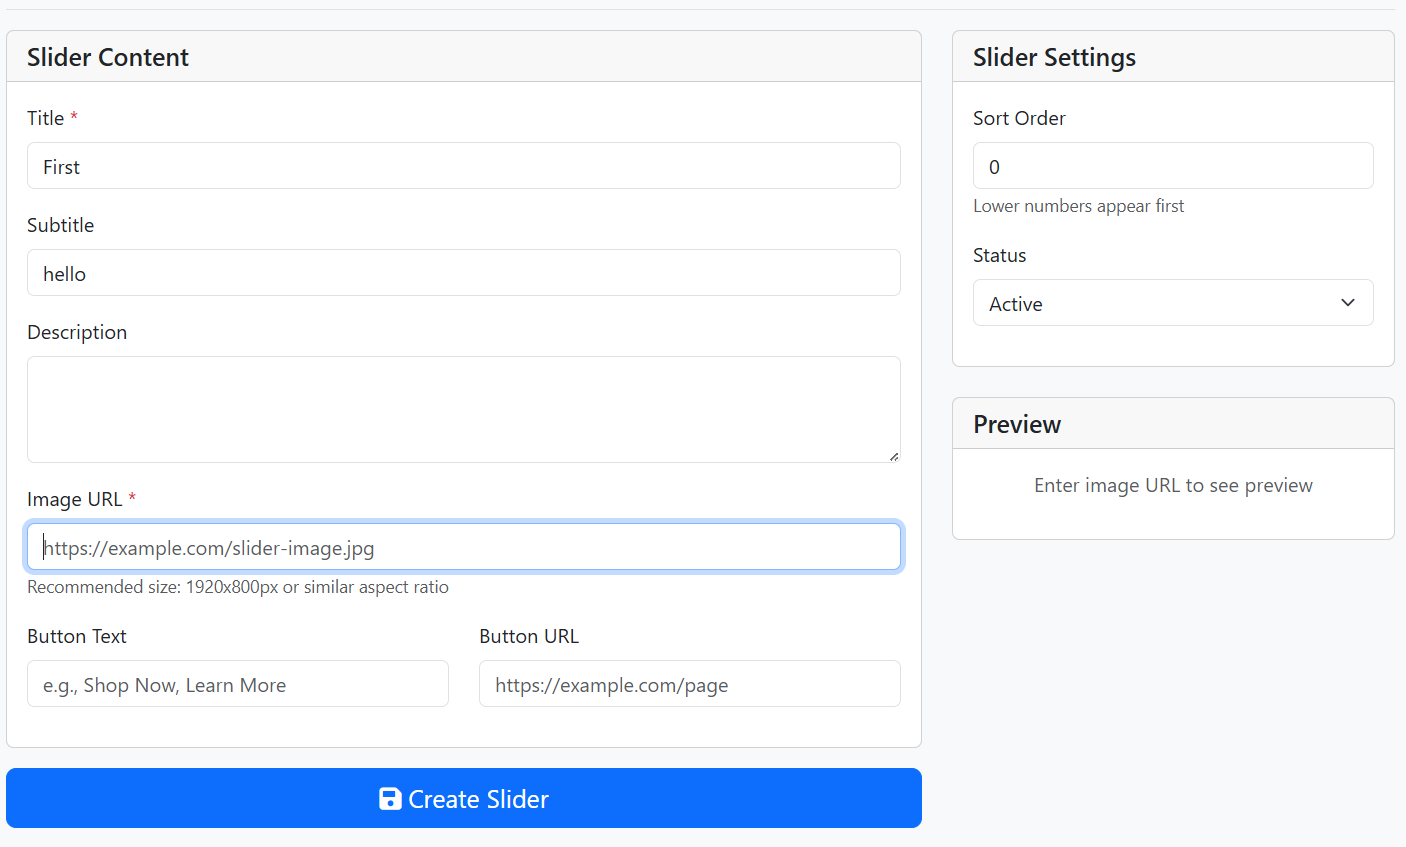 Slider Content
Title *
First
Subtitle
hello
Description
Image URL *
https://example.com/slider-image.jpg
Recommended size: 1920x800px or similar aspect ratio
Button Text
Button URL
e.g., Shop Now, Learn More
https://example.com/page
Create Slider
Slider Settings
Sort Order
0
Lower numbers appear first
Status
Active
Preview
Enter image URL to see preview